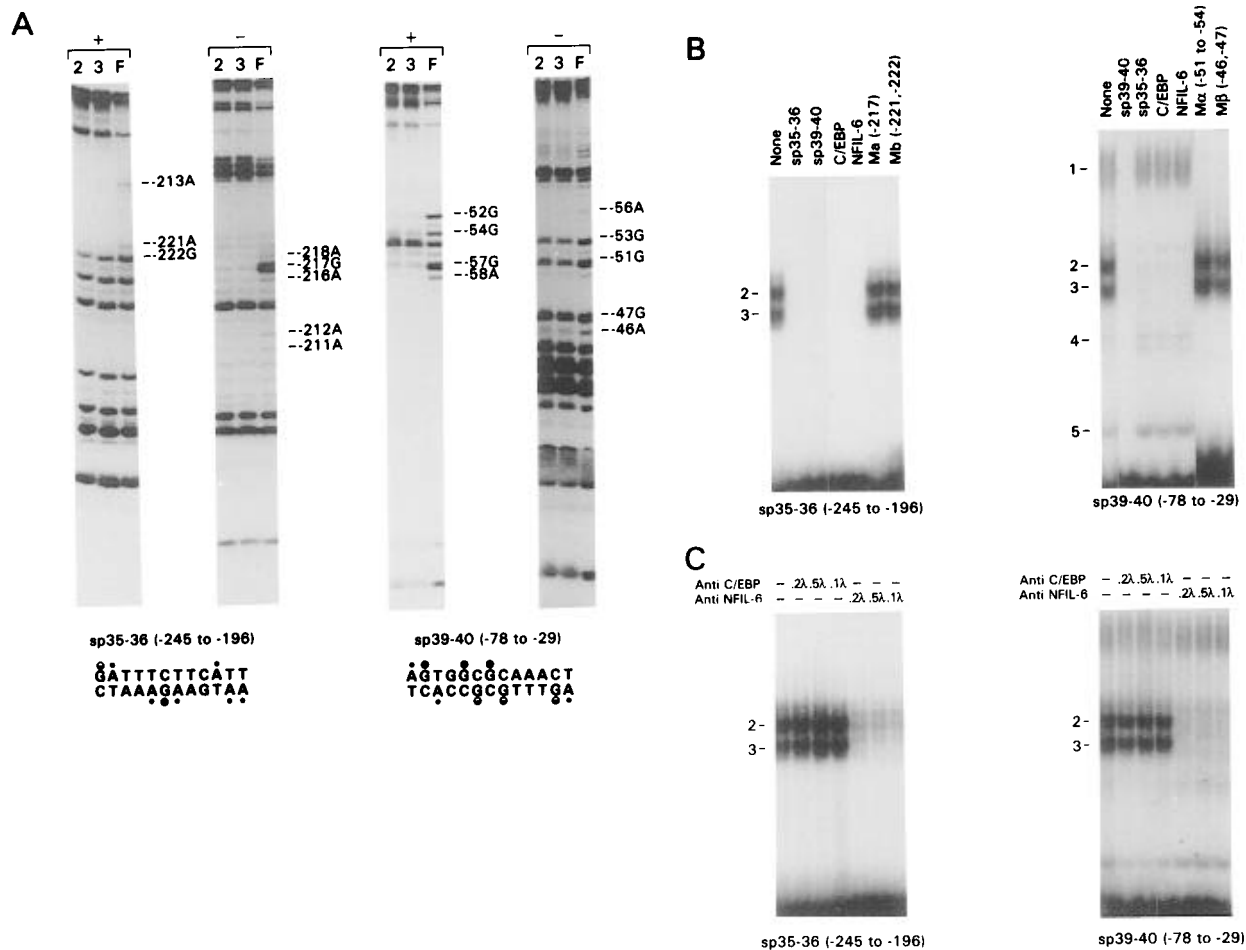 A
+
2 3 F
--213A
--221A
--222G
sp35-36 (-245 to -196)
GATTTCTTCATT
CTAAAGAAGTAA
−
2 3 F
--218A
--217G
--216A
--212A
--211A
+
2 3 F
--52G
--54G
--57G
--58A
sp39-40 (-78 to -29)
AGTGGCGCAAACT
TCACCGCGTTTGA
−
2 3 F
--56A
--53G
--51G
--47G
--46A
B
None
sp35-36
sp39-40
C/EBP
NFIL-6
Ma (-217)
Mb (-221,-222)
2-
3-
sp35-36 (-245 to -196)
None
sp39-40
sp35-36
C/EBP
NFIL-6
Mα (-51 to -54)
Mβ (-46,-47)
1-
2-
3-
4-
5-
sp39-40 (-78 to -29)
C
Anti C/EBP − .2λ .5λ .1λ − − −
Anti NFIL-6 − − − − .2λ .5λ .1λ
2-
3-
sp35-36 (-245 to -196)
Anti C/EBP − .2λ .5λ .1λ − − −
Anti NFIL-6 − − − − .2λ .5λ .1λ
2-
3-
sp39-40 (-78 to -29)